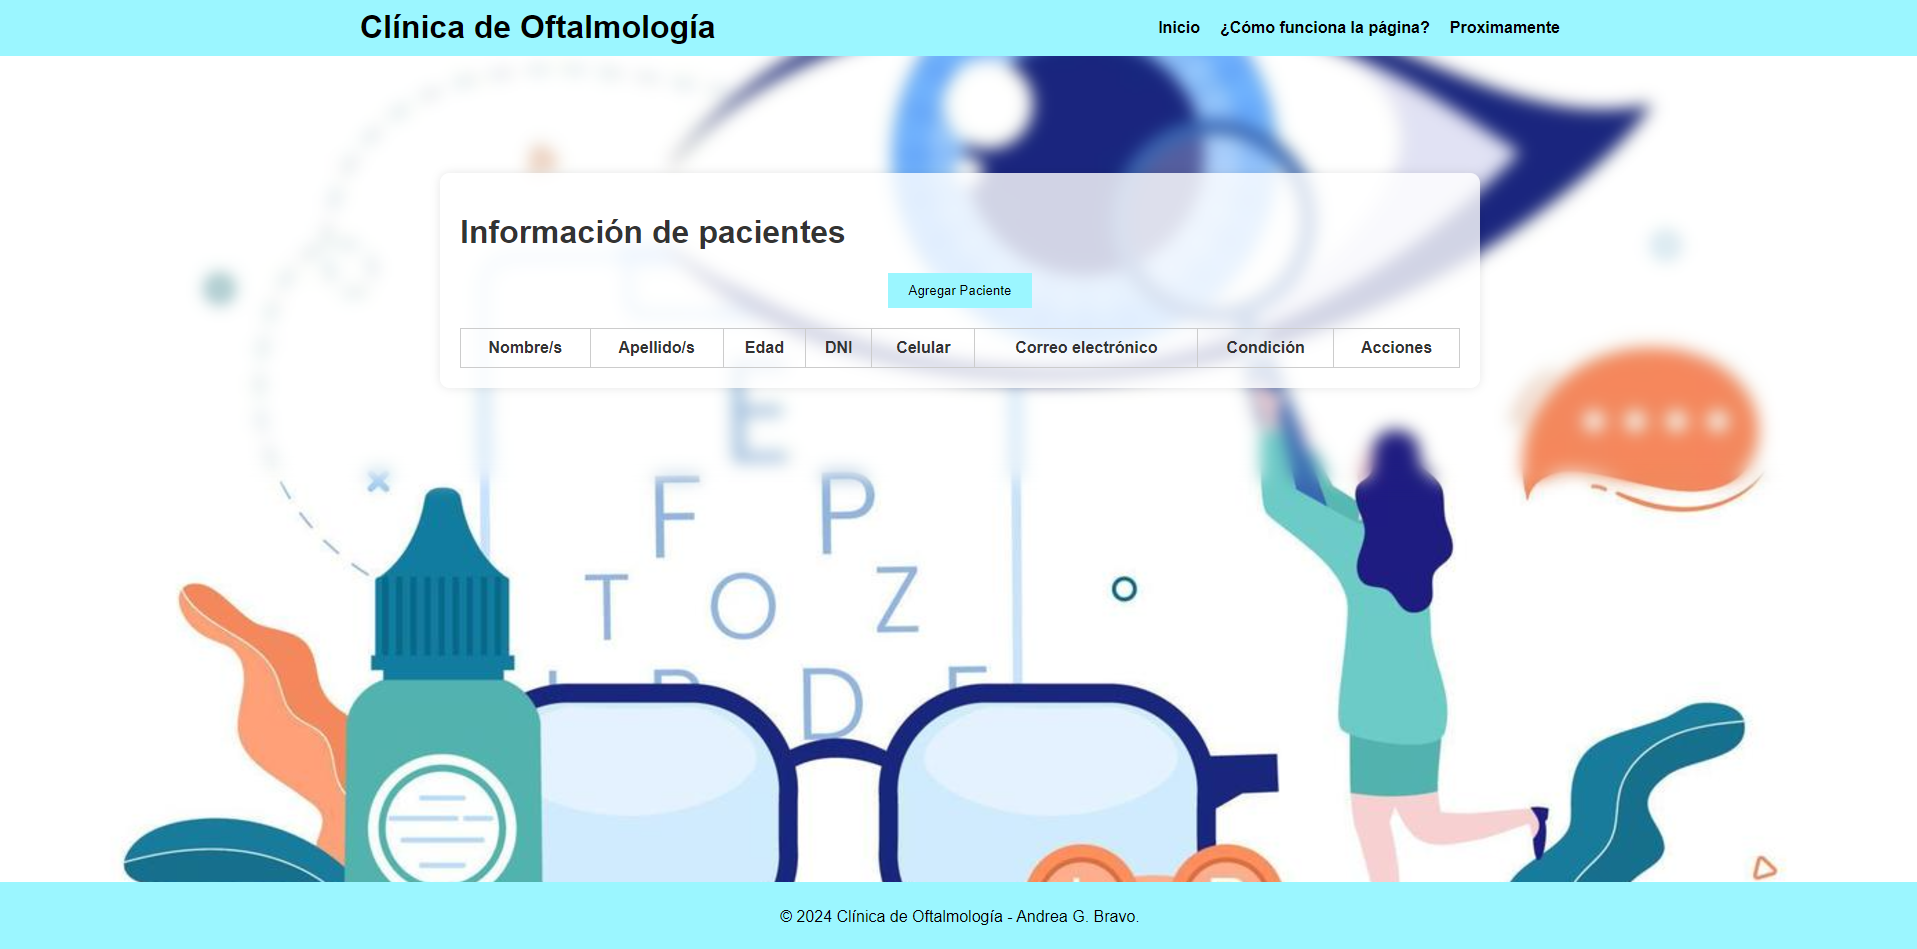 Clínica de Oftalmología
Inicio ¿Cómo funciona la página? Proximamente
Información de pacientes
Agregar Paciente
Nombre/s Apellido/s Edad DNI Celular Correo electrónico Condición Acciones
E
F P
T O Z
D
© 2024 Clínica de Oftalmología - Andrea G. Bravo.